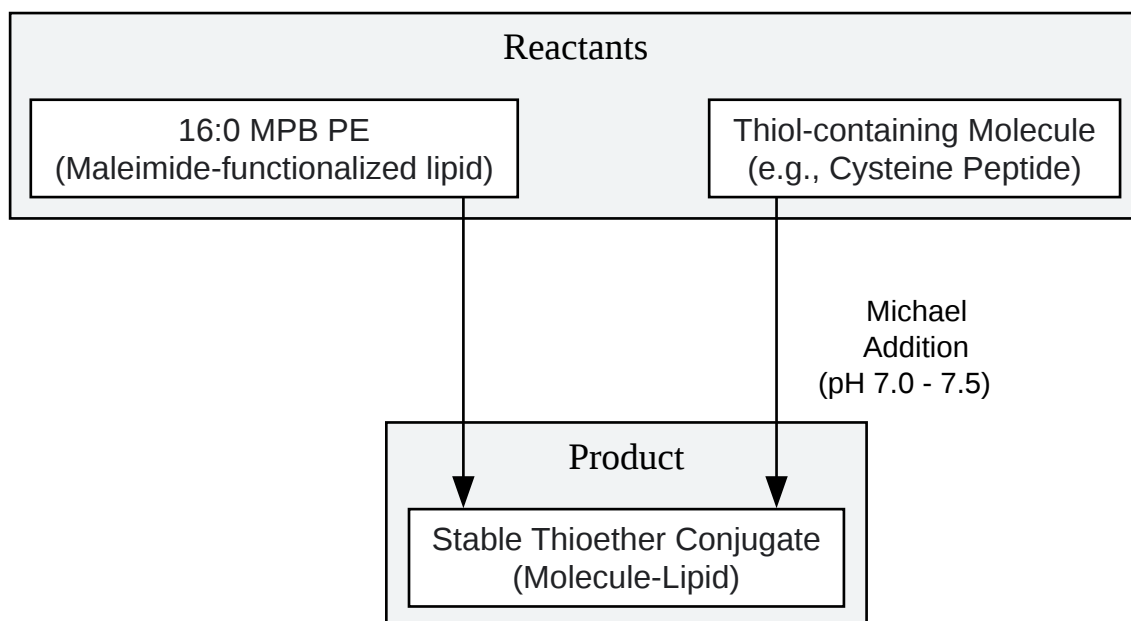 Reactants
16:0 MPB PE
(Maleimide-functionalized lipid)
Thiol-containing Molecule
(e.g., Cysteine Peptide)
Michael
Addition
(pH 7.0 - 7.5)
Product
Stable Thioether Conjugate
(Molecule-Lipid)